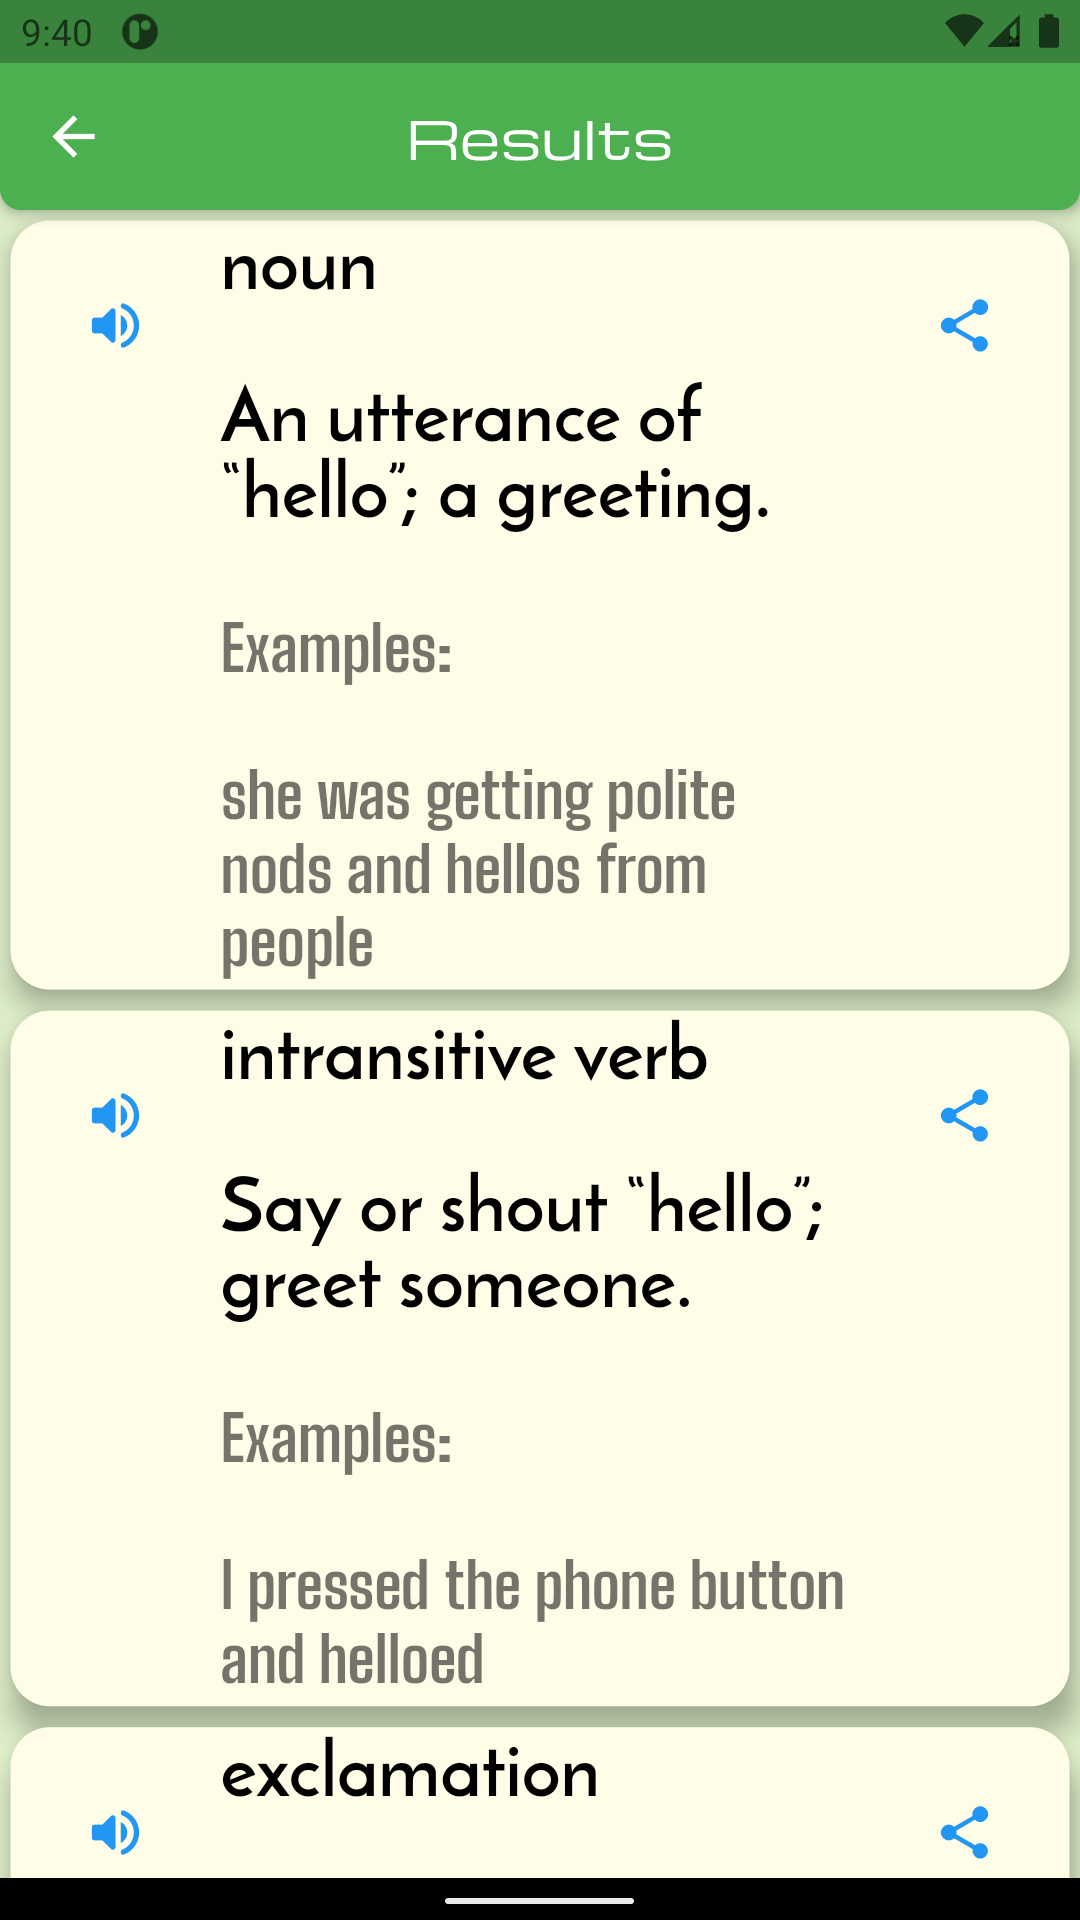 9:40
Results
noun
An utterance of
“hello”; a greeting.
Examples:
she was getting polite
nods and hellos from
people
intransitive verb
Say or shout “hello”;
greet someone.
Examples:
I pressed the phone button
and helloed
exclamation